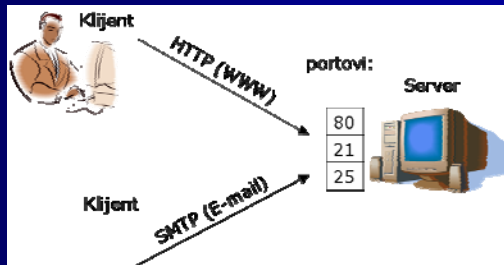 Klijent
HTTP (WWW)
portovi:
Server
80
21
25
Klijent
SMTP (E-mail)